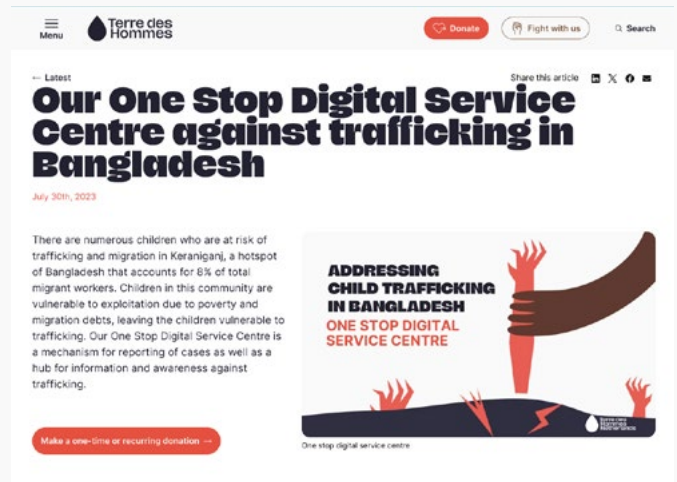 Menu
Terre des
Hommes
Donate
Fight with us
Search
← Latest
Share this article
Our One Stop Digital Service
Centre against trafficking in
Bangladesh
July 30th, 2023
There are numerous children who are at risk of
trafficking and migration in Keraniganj, a hotspot
of Bangladesh that accounts for 8% of total
migrant workers. Children in this community are
vulnerable to exploitation due to poverty and
migration debts, leaving the children vulnerable to
trafficking. Our One Stop Digital Service Centre is
a mechanism for reporting of cases as well as a
hub for information and awareness against
trafficking.
Make a one-time or recurring donation →
ADDRESSING
CHILD TRAFFICKING
IN BANGLADESH
ONE STOP DIGITAL
SERVICE CENTRE
Terre des
Hommes
Netherlands
One stop digital service centre